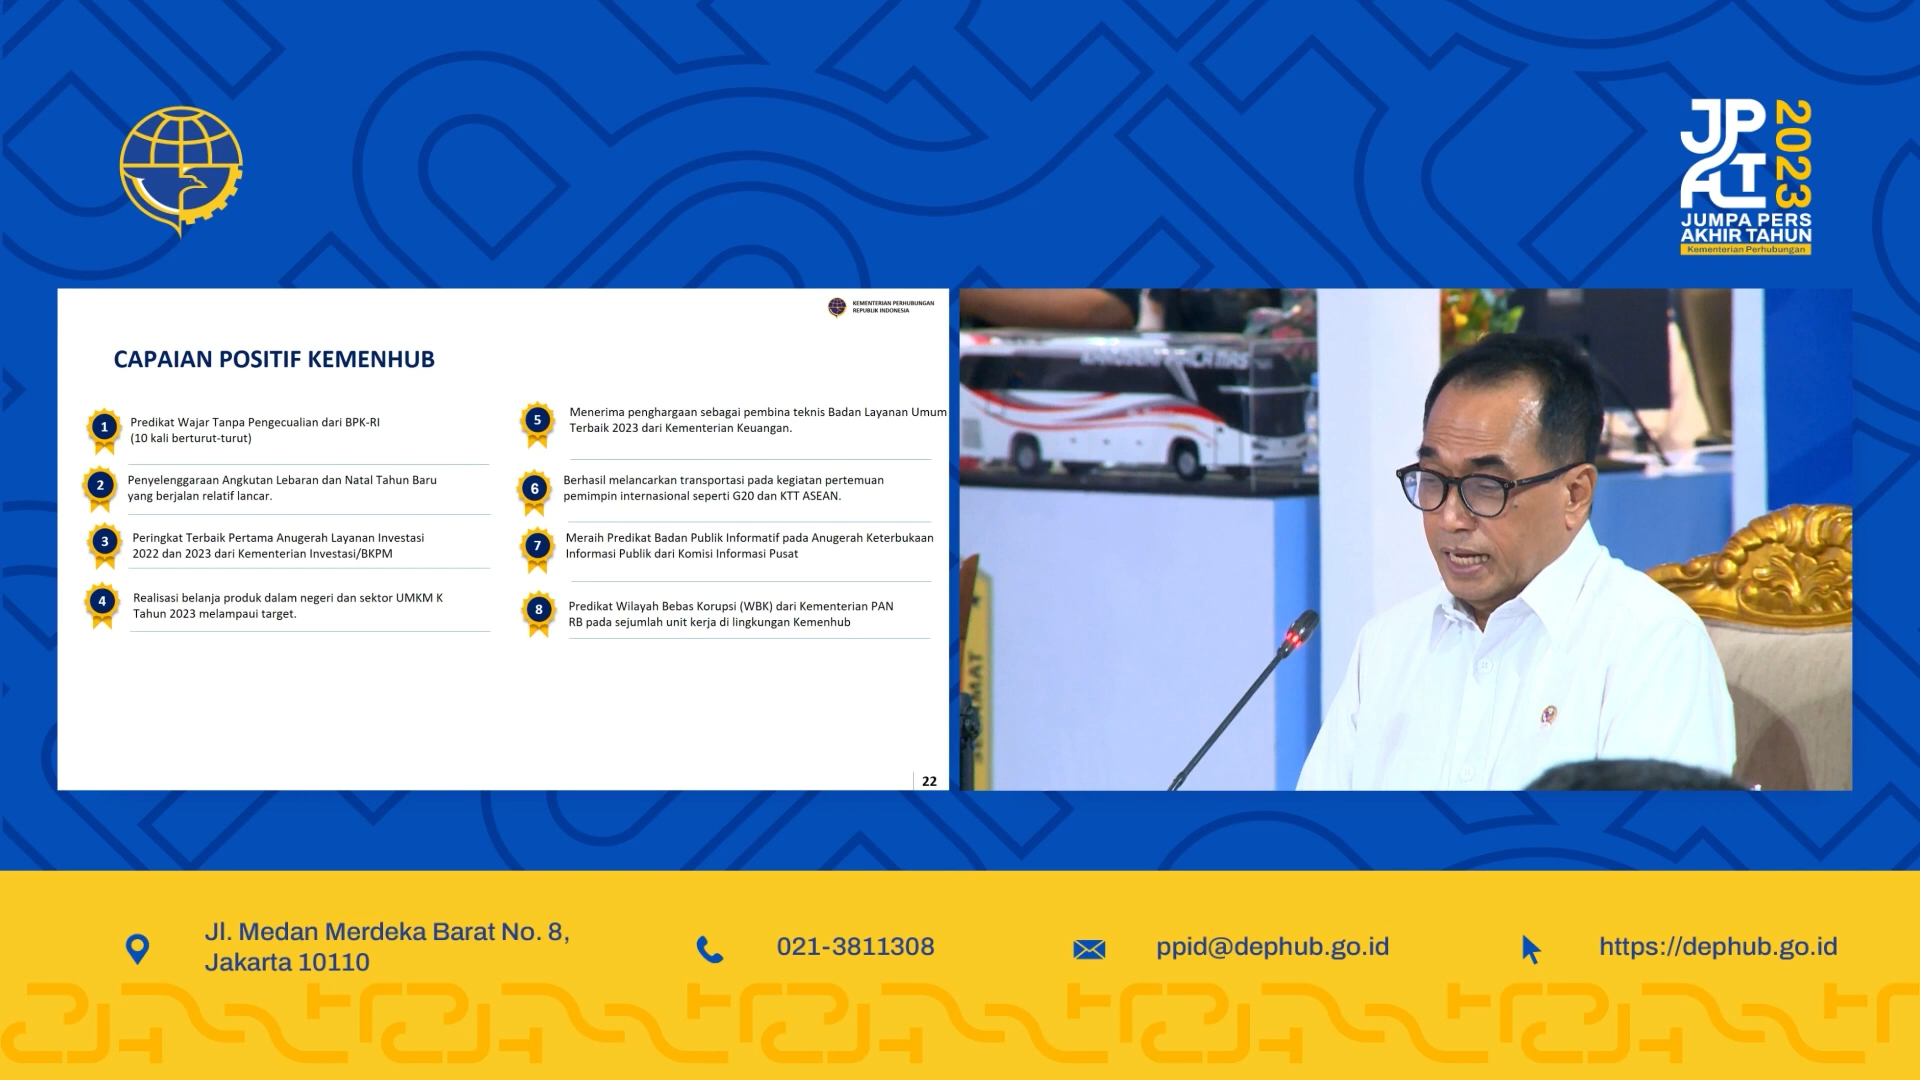 JP
AT
2023
JUMPA PERS
AKHIR TAHUN
Kementerian Perhubungan
KEMENTERIAN PERHUBUNGAN
REPUBLIK INDONESIA
CAPAIAN POSITIF KEMENHUB
1
Predikat Wajar Tanpa Pengecualian dari BPK-RI
(10 kali berturut-turut)
2
Penyelenggaraan Angkutan Lebaran dan Natal Tahun Baru
yang berjalan relatif lancar.
3
Peringkat Terbaik Pertama Anugerah Layanan Investasi
2022 dan 2023 dari Kementerian Investasi/BKPM
4
Realisasi belanja produk dalam negeri dan sektor UMKM K
Tahun 2023 melampaui target.
5
Menerima penghargaan sebagai pembina teknis Badan Layanan Umum
Terbaik 2023 dari Kementerian Keuangan.
6
Berhasil melancarkan transportasi pada kegiatan pertemuan
pemimpin internasional seperti G20 dan KTT ASEAN.
7
Meraih Predikat Badan Publik Informatif pada Anugerah Keterbukaan
Informasi Publik dari Komisi Informasi Pusat
8
Predikat Wilayah Bebas Korupsi (WBK) dari Kementerian PAN
RB pada sejumlah unit kerja di lingkungan Kemenhub
22
Jl. Medan Merdeka Barat No. 8,
Jakarta 10110
021-3811308
ppid@dephub.go.id
https://dephub.go.id